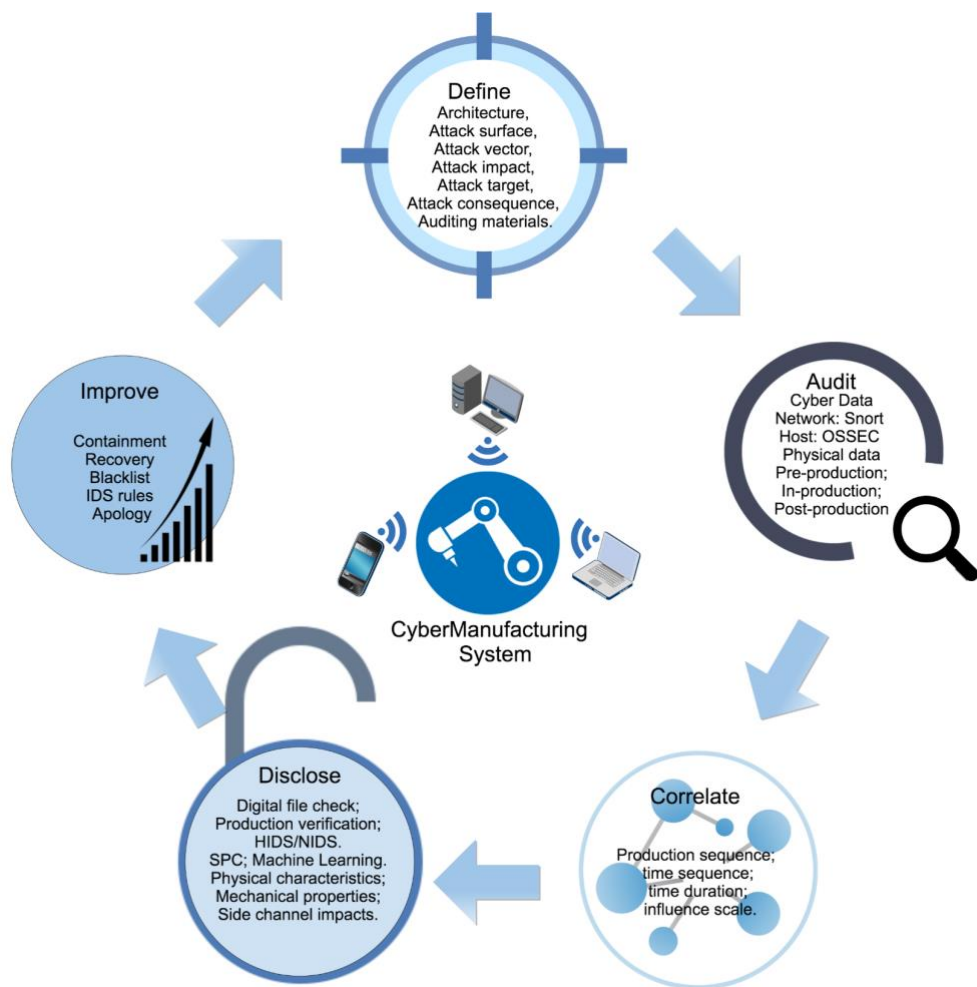 Define
Architecture,
Attack surface,
Attack vector,
Attack impact,
Attack target,
Attack consequence,
Auditing materials.
Audit
Cyber Data
Network: Snort
Host: OSSEC
Physical data
Pre-production;
In-production;
Post-production
Correlate
Production sequence;
time sequence;
time duration;
influence scale.
Disclose
Digital file check;
Production verification;
HIDS/NIDS.
SPC; Machine Learning.
Physical characteristics;
Mechanical properties;
Side channel impacts.
Improve
Containment
Recovery
Blacklist
IDS rules
Apology
CyberManufacturing
System